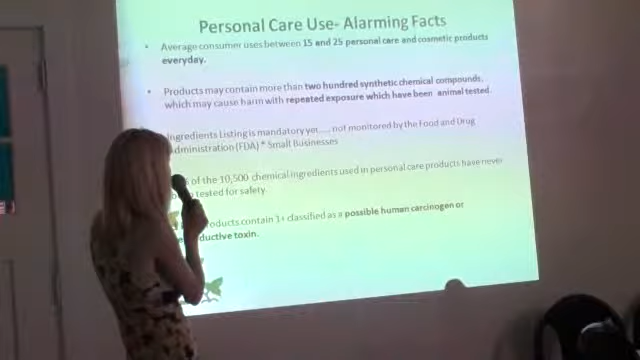 Personal Care Use- Alarming Facts
• Average consumer uses between 15 and 25 personal care and cosmetic products
everyday.
• Products may contain more than two hundred synthetic chemical compounds,
which may cause harm with repeated exposure which have been animal tested.
Ingredients Listing is mandatory yet..... not monitored by the Food and Drug
dministration (FDA) * Small Businesses
of the 10,500 chemical ingredients used in personal care products have never
tested for safety.
oducts contain 1+ classified as a possible human carcinogen or
ductive toxin.